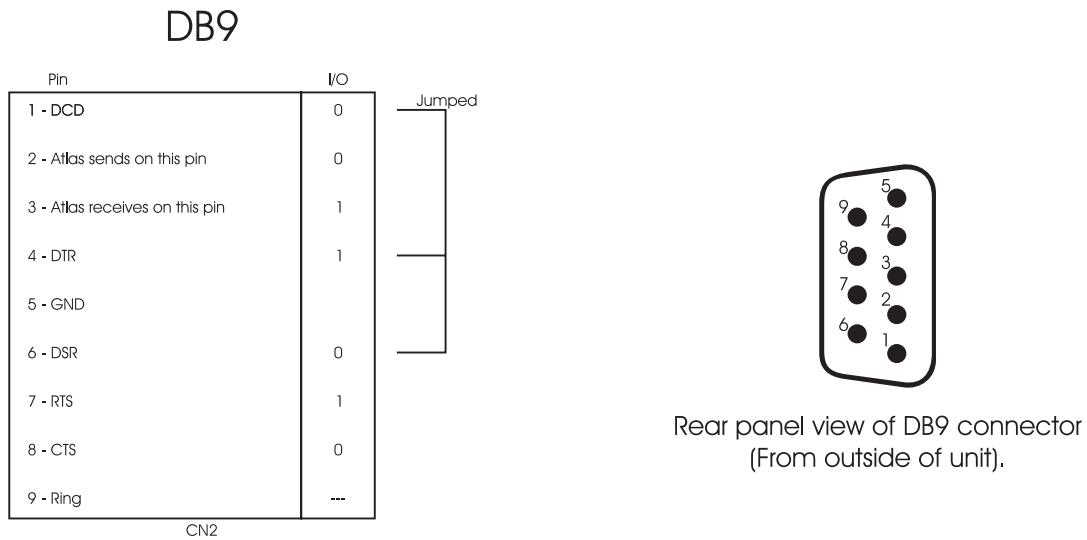 DB9
Pin I/O
Jumped
1 - DCD 0
2 - Atlas sends on this pin 0
3 - Atlas receives on this pin 1
4 - DTR 1
5 - GND
6 - DSR 0
7 - RTS 1
8 - CTS 0
9 - Ring ---
CN2
5
9
4
8
3
7
2
6
1
Rear panel view of DB9 connector
(From outside of unit).